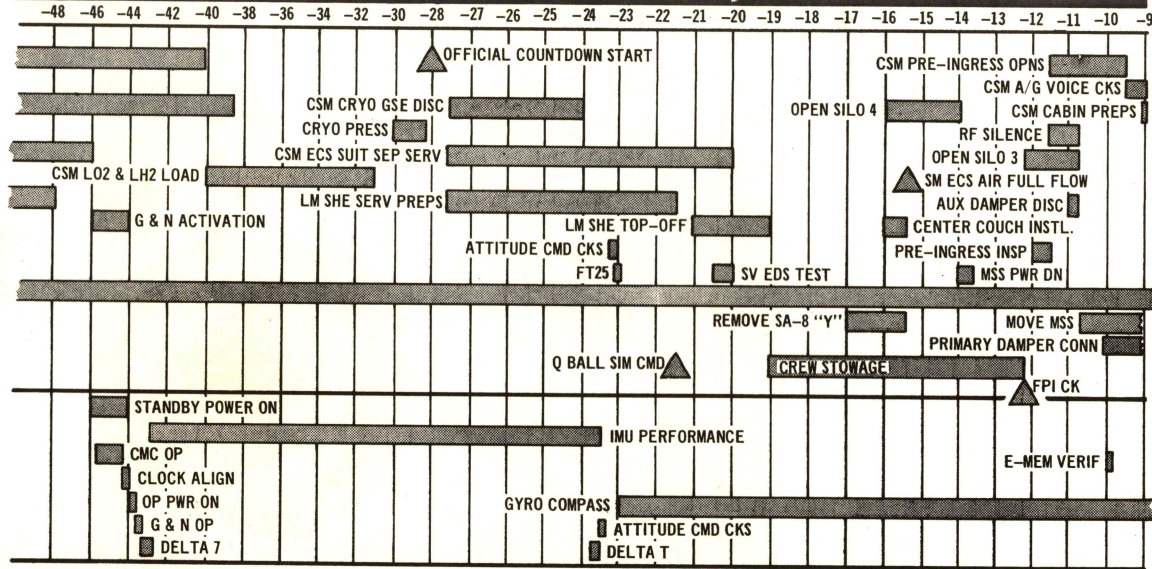 -48 -46 -44 -43 -42 -40 -39 -35 -33 -30 -29 -28 -27 -26 -25 -24 -23 -22 -21 -20 -19 -17 -16 -15 -14 -13 -12 -11 -10 -9
OFFICIAL COUNTDOWN START
CSM PRE-INGRESS OPNS
CSM A/G VOICE CKS
CSM CRYO GSE DISC
OPEN SILO 4
CSM CABIN PREPS
CRYO PRESS
RF SILENCE
CSM ECS SUIT SEP SERV
OPEN SILO 3
CSM LO2 & LH2 LOAD
SM ECS AIR FULL FLOW
LM SHE SERV PREPS
AUX DAMPER DISC
G & N ACTIVATION
LM SHE TOP-OFF
CENTER COUCH INSTL.
ATTITUDE CMD CKS
PRE-INGRESS INSP
FT25
SV EDS TEST
MSS PWR DN
REMOVE SA-8 "Y"
MOVE MSS
PRIMARY DAMPER CONN
Q BALL SIM CMD
CREW STOWAGE
FPI CK
STANDBY POWER ON
IMU PERFORMANCE
CMC OP
E-MEM VERIF
CLOCK ALIGN
OP PWR ON
GYRO COMPASS
G & N OP
ATTITUDE CMD CKS
DELTA 7
DELTA T